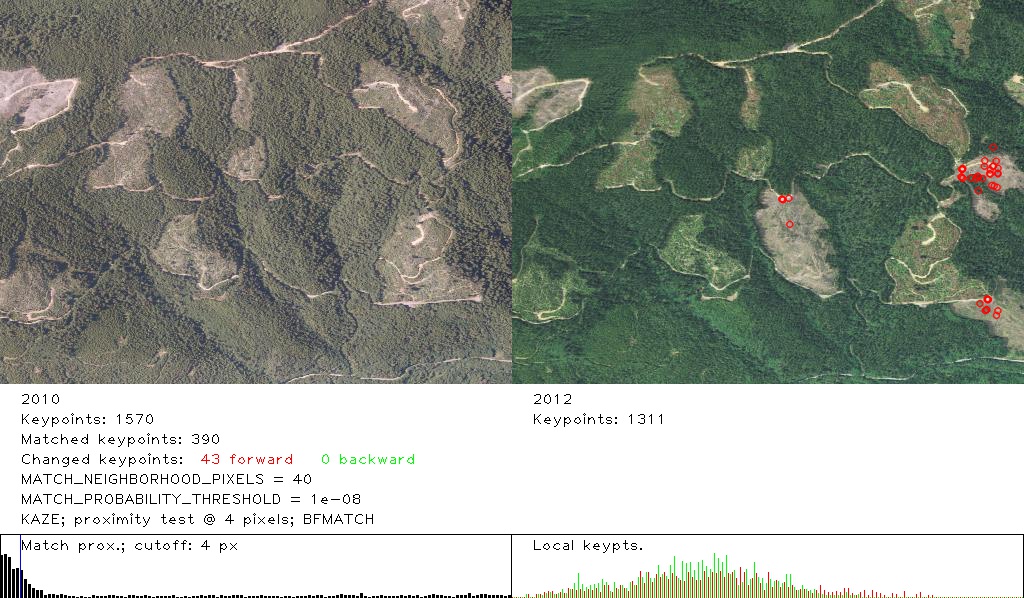 2010
2012
Keypoints: 1570
Keypoints: 1311
Matched keypoints: 390
Changed keypoints: 43 forward 0 backward
MATCH_NEIGHBORHOOD_PIXELS = 40
MATCH_PROBABILITY_THRESHOLD = 1e-08
KAZE; proximity test @ 4 pixels; BFMATCH
Match prox.; cutoff: 4 px
Local keypts.